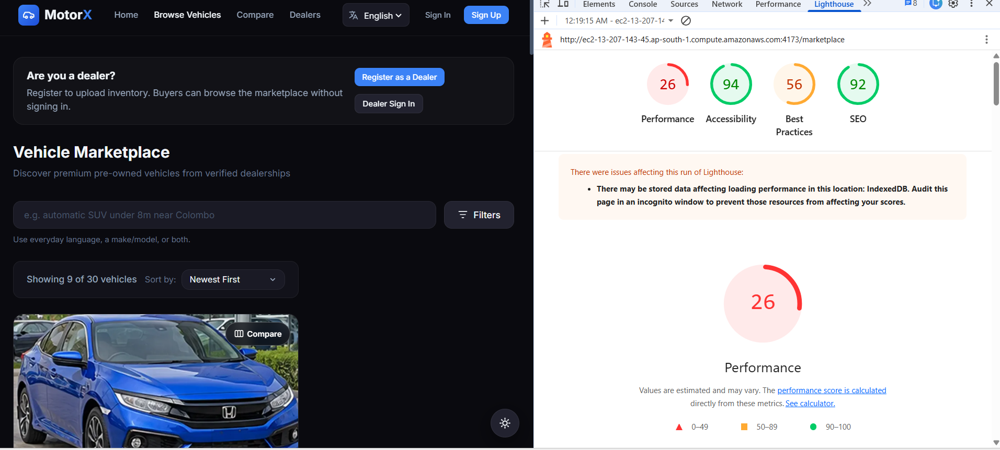 MotorX
Home
Browse Vehicles
Compare
Dealers
English
Sign In
Sign Up
Are you a dealer?
Register to upload inventory. Buyers can browse the marketplace without
signing in.
Register as a Dealer
Dealer Sign In
Vehicle Marketplace
Discover premium pre-owned vehicles from verified dealerships
e.g. automatic SUV under 8m near Colombo
Filters
Use everyday language, a make/model, or both.
Showing 9 of 30 vehicles
Sort by:
Newest First
Compare
Elements
Console
Sources
Network
Performance
Lighthouse
8
12:19:15 AM - ec2-13-207-14
http://ec2-13-207-143-45.ap-south-1.compute.amazonaws.com:4173/marketplace
26
94
56
92
Performance
Accessibility
Best
Practices
SEO
There were issues affecting this run of Lighthouse:
There may be stored data affecting loading performance in this location: IndexedDB. Audit this
page in an incognito window to prevent those resources from affecting your scores.
26
Performance
Values are estimated and may vary. The performance score is calculated
directly from these metrics. See calculator.
0–49
50–89
90–100